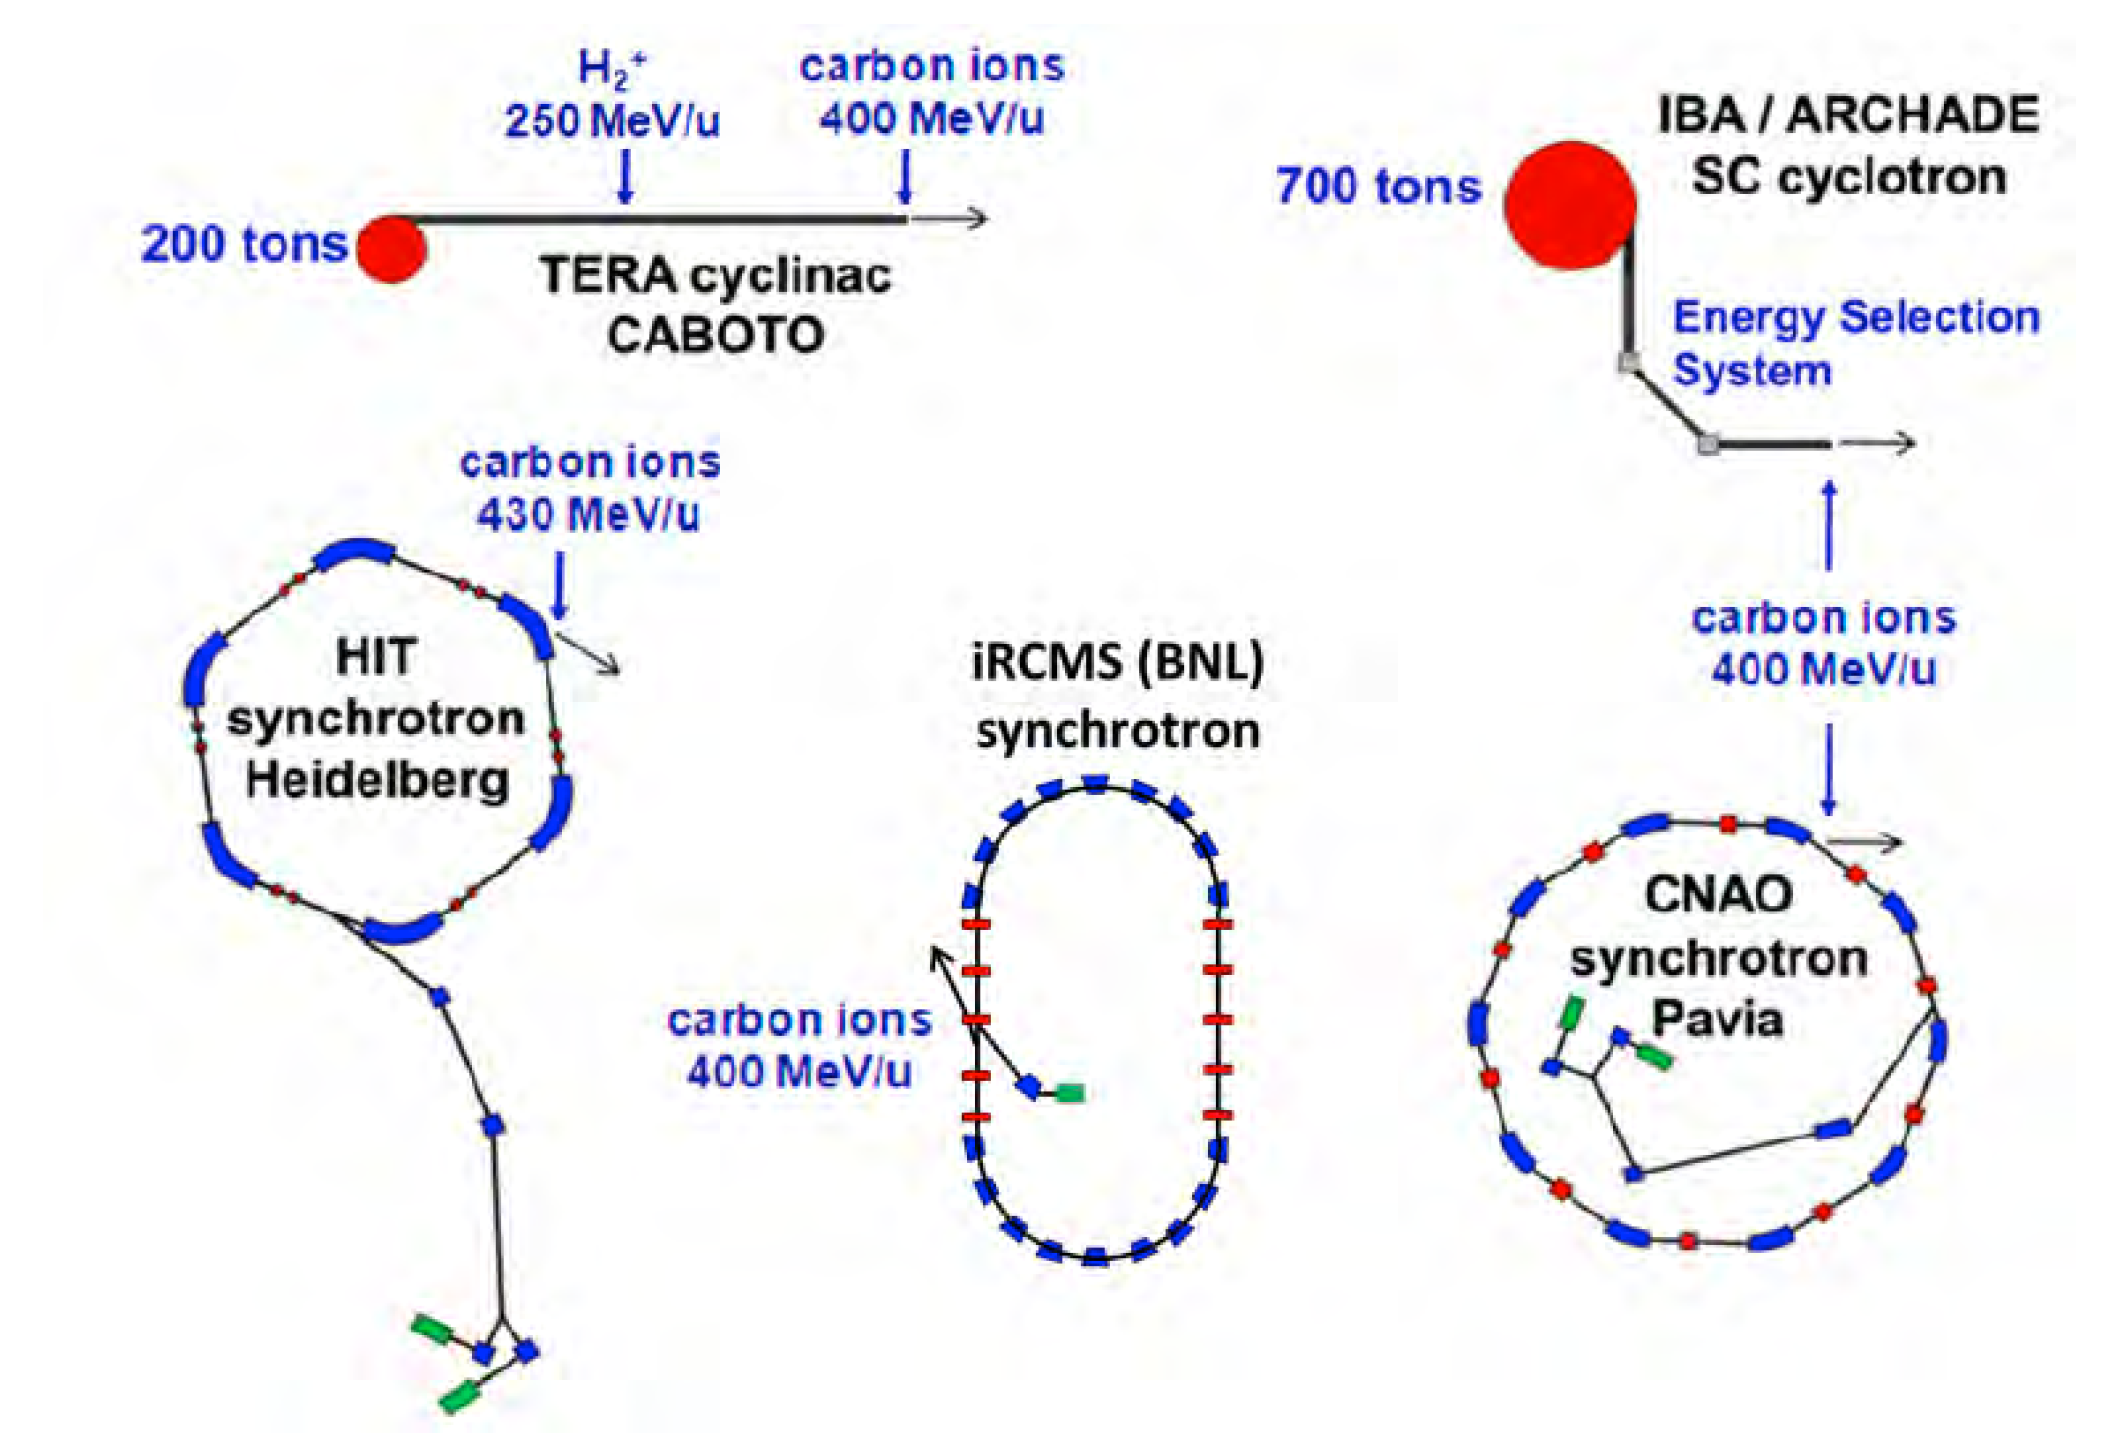 H₂⁺
250 MeV/u
carbon ions
400 MeV/u
200 tons
TERA cyclinac
CABOTO
IBA / ARCHADE
SC cyclotron
700 tons
Energy Selection
System
carbon ions
430 MeV/u
HIT
synchrotron
Heidelberg
iRCMS (BNL)
synchrotron
carbon ions
400 MeV/u
carbon ions
400 MeV/u
CNAO
synchrotron
Pavia